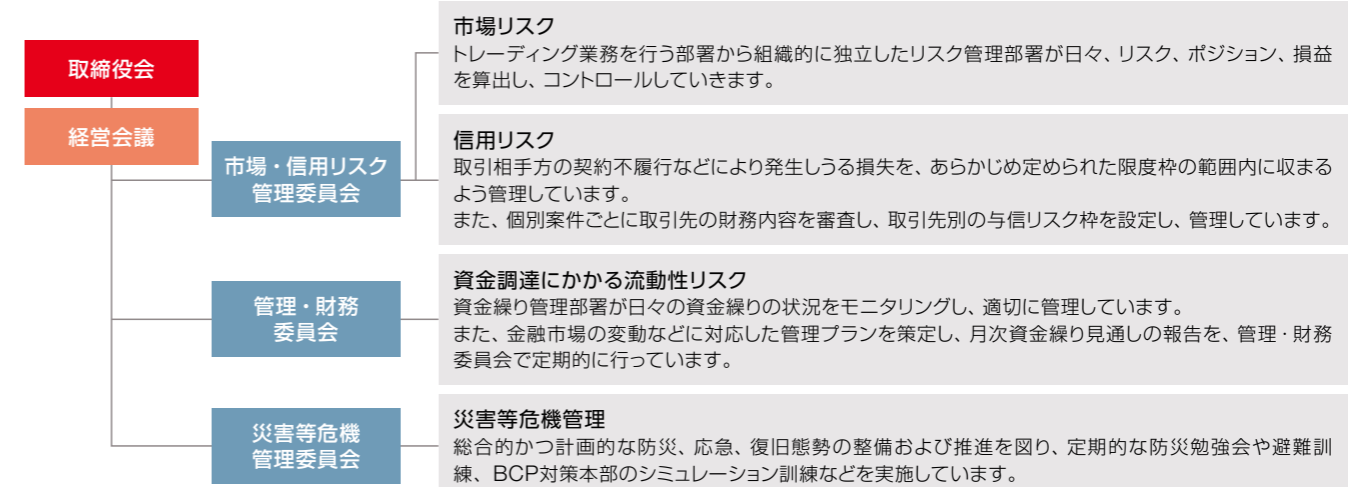 取締役会
経営会議
市場・信用リスク
管理委員会
市場リスク
トレーディング業務を行う部署から組織的に独立したリスク管理部署が日々、リスク、ポジション、損益
を算出し、コントロールしていきます。
信用リスク
取引相手方の契約不履行などにより発生しうる損失を、あらかじめ定められた限度枠の範囲内に収まる
よう管理しています。
また、個別案件ごとに取引先の財務内容を審査し、取引先別の与信リスク枠を設定し、管理しています。
管理・財務
委員会
資金調達にかかる流動性リスク
資金繰り管理部署が日々の資金繰りの状況をモニタリングし、適切に管理しています。
また、金融市場の変動などに対応した管理プランを策定し、月次資金繰り見通しの報告を、管理・財務
委員会で定期的に行っています。
災害等危機
管理委員会
災害等危機管理
総合的かつ計画的な防災、応急、復旧態勢の整備および推進を図り、定期的な防災勉強会や避難訓
練、BCP対策本部のシミュレーション訓練などを実施しています。